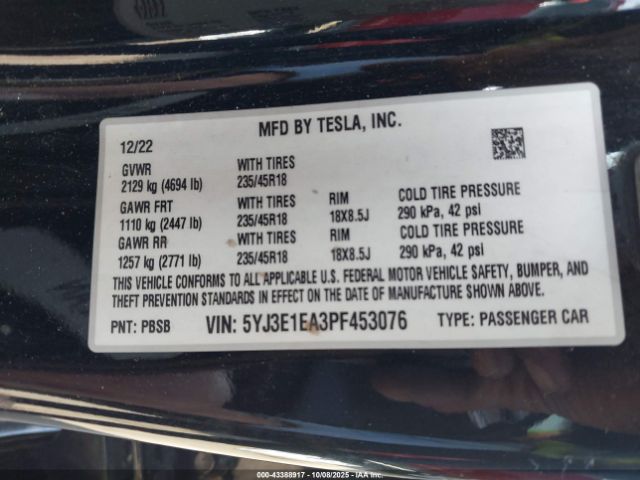 MFD BY TESLA, INC.
12/22
GVWR WITH TIRES
2129 kg (4694 lb) 235/45R18
GAWR FRT WITH TIRES RIM COLD TIRE PRESSURE
1110 kg (2447 lb) 235/45R18 18X8.5J 290 kPa, 42 psi
GAWR RR WITH TIRES RIM COLD TIRE PRESSURE
1257 kg (2771 lb) 235/45R18 18X8.5J 290 kPa, 42 psi
THIS VEHICLE CONFORMS TO ALL APPLICABLE U.S. FEDERAL MOTOR VEHICLE SAFETY, BUMPER, AND
THEFT PREVENTION STANDARDS IN EFFECT ON THE DATE OF MANUFACTURE SHOWN ABOVE.
PNT: PBSB VIN: 5YJ3E1EA3PF453076 TYPE: PASSENGER CAR
000-43388917 - 10/08/2025 - IAAI.COM